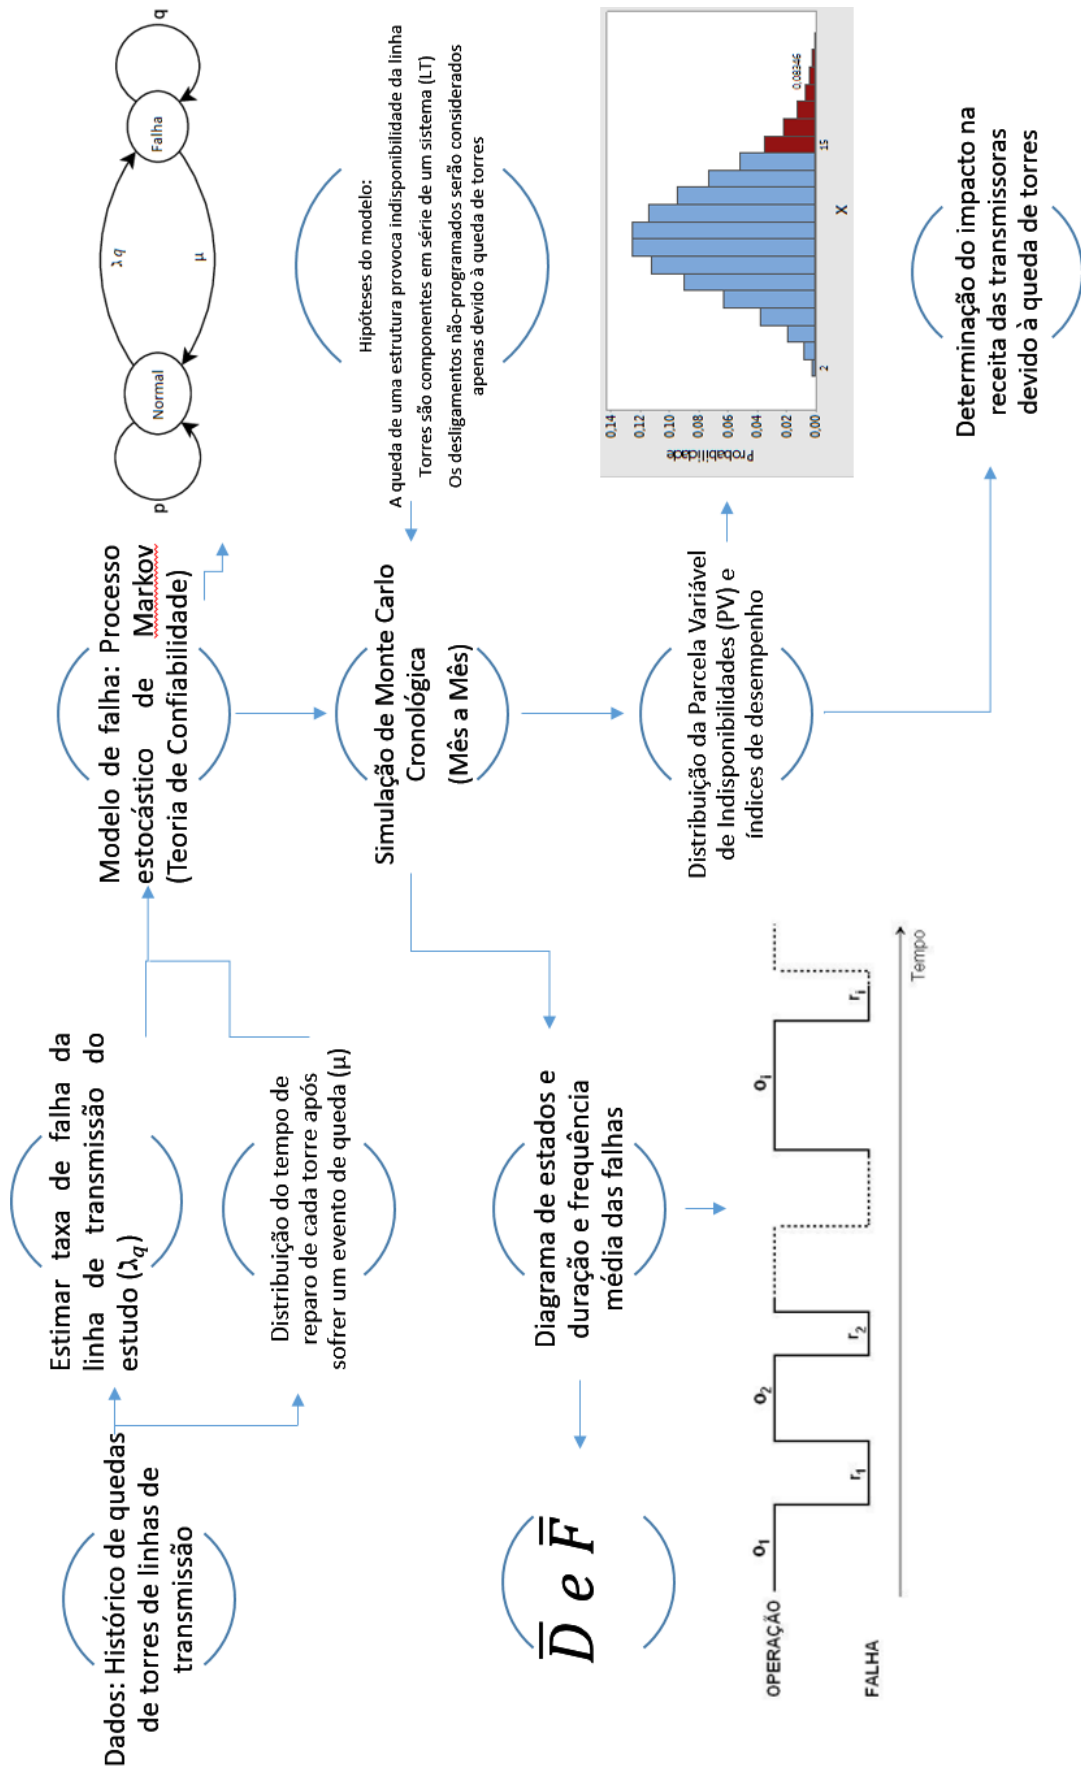 Dados: Histórico de quedas
de torres de linhas de
transmissão
Estimar taxa de falha da
linha de transmissão do
estudo (λq)
Distribuição do tempo de
reparo de cada torre após
sofrer um evento de queda (μ)
Modelo de falha: Processo
estocástico de Markov
(Teoria de Confiabilidade)
p
Normal
λq
μ
Falha
q
Hipóteses do modelo:
A queda de uma estrutura provoca indisponibilidade da linha
Torres são componentes em série de um sistema (LT)
Os desligamentos não-programados serão considerados
apenas devido à queda de torres
Simulação de Monte Carlo
Cronológica
(Mês a Mês)
Diagrama de estados e
duração e frequência
média das falhas
D̿ e F̿
Distribuição da Parcela Variável
de Indisponibilidades (PV) e
índices de desempenho
Probabilidade
0,14
0,12
0,10
0,08
0,06
0,04
0,02
0,00
0,08346
2
15
X
Determinação do impacto na
receita das transmissoras
devido à queda de torres
OPERAÇÃO
FALHA
o1
r1
o2
r2
oi
ri
Tempo